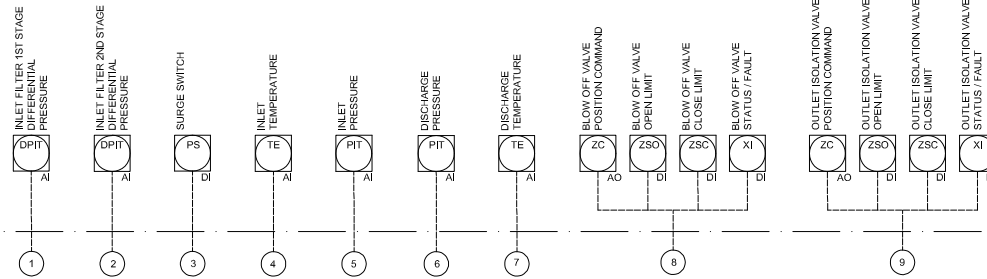 INLET FILTER 1ST STAGE
DIFFERENTIAL
PRESSURE
INLET FILTER 2ND STAGE
DIFFERENTIAL
PRESSURE
SURGE SWITCH
INLET
TEMPERATURE
INLET
PRESSURE
DISCHARGE
PRESSURE
DISCHARGE
TEMPERATURE
BLOW OFF VALVE
POSITION COMMAND
BLOW OFF VALVE
OPEN LIMIT
BLOW OFF VALVE
CLOSE LIMIT
BLOW OFF VALVE
STATUS / FAULT
OUTLET ISOLATION VALVE
POSITION COMMAND
OUTLET ISOLATION VALVE
OPEN LIMIT
OUTLET ISOLATION VALVE
CLOSE LIMIT
OUTLET ISOLATION VALVE
STATUS / FAULT
DPIT
DPIT
PS
TE
PIT
PIT
TE
ZC
ZSO
ZSC
XI
ZC
ZSO
ZSC
XI
AI
AI
DI
AI
AI
AI
AI
AO
DI
DI
DI
AO
DI
DI
1
2
3
4
5
6
7
8
9